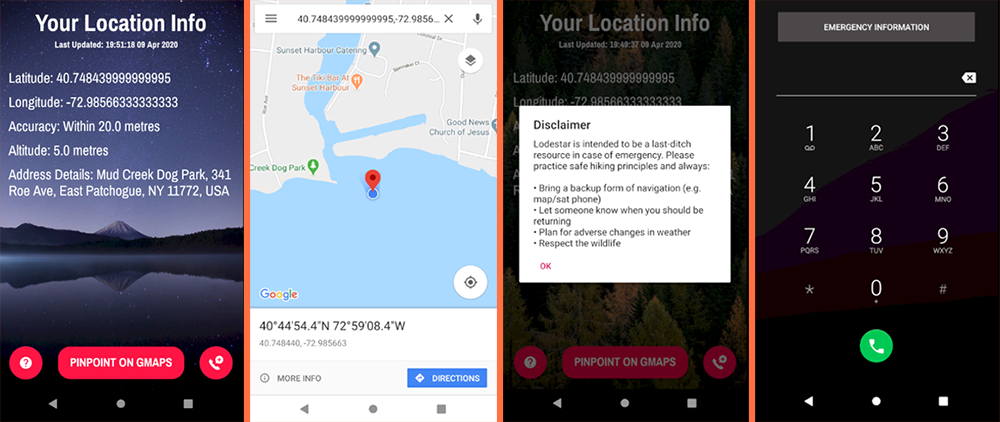 Your Location Info
Last Updated: 19:51:18 09 Apr 2020
Latitude: 40.748439999999995
Longitude: -72.98566333333333
Accuracy: Within 20.0 metres
Altitude: 5.0 metres
Address Details: Mud Creek Dog Park, 341
Roe Ave, East Patchogue, NY 11772, USA
PINPOINT ON GMAPS
40.748439999999995,-72.9856...
Sunset Harbour Catering
The Tiki Bar At
Sunset Harbour
Good News
Church of Jesus
Creek Dog Park
Google
40°44'54.4"N 72°59'08.4"W
40.748440, -72.985663
MORE INFO
DIRECTIONS
Your Location Info
Last Updated: 19:49:37 09 Apr 2020
Latitude: 40.748439999999995
Longitude: -72.98566333333333
Disclaimer
Lodestar is intended to be a last-ditch
resource in case of emergency. Please
practice safe hiking principles and always:
• Bring a backup form of navigation (e.g.
map/sat phone)
• Let someone know when you should be
returning
• Plan for adverse changes in weather
• Respect the wildlife
OK
PINPOINT ON GMAPS
EMERGENCY INFORMATION
1 2 3
ABC DEF
4 5 6
GHI JKL MNO
7 8 9
PQRS TUV WXYZ
* 0 #
+